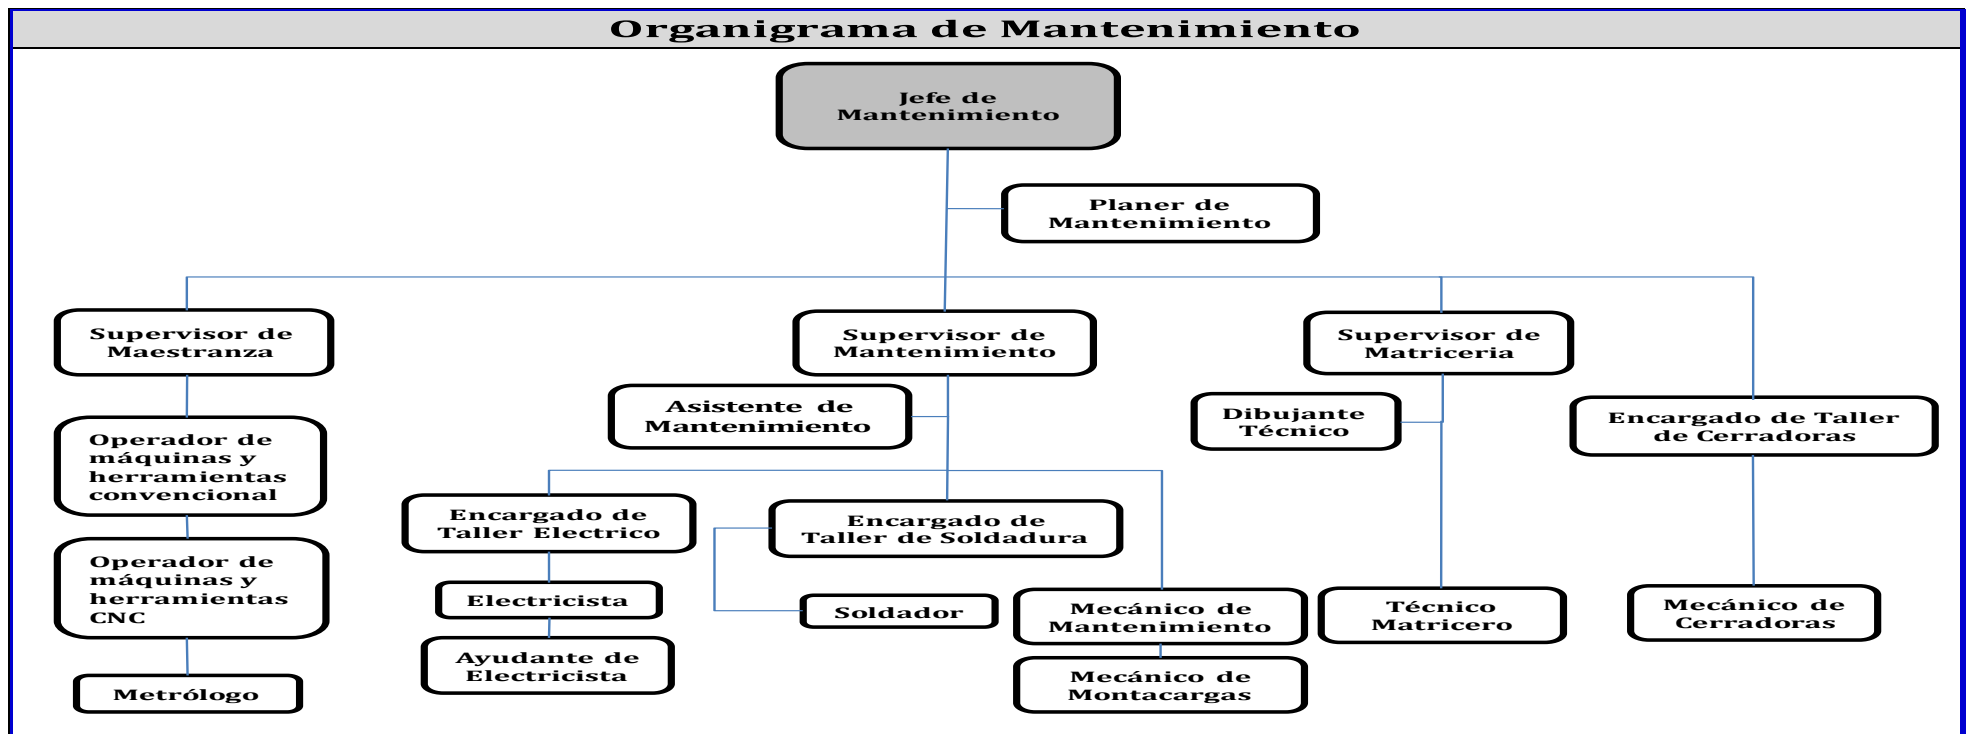 Organigrama de Mantenimiento
Jefe de
Mantenimiento
Planer de
Mantenimiento
Supervisor de
Maestranza
Supervisor de
Mantenimiento
Supervisor de
Matriceria
Asistente de
Mantenimiento
Dibujante
Técnico
Encargado de Taller
de Cerradoras
Operador de
máquinas y
herramientas
convencional
Encargado de
Taller Electrico
Encargado de
Taller de Soldadura
Operador de
máquinas y
herramientas
CNC
Electricista
Soldador
Mecánico de
Mantenimiento
Técnico
Matricero
Mecánico de
Cerradoras
Ayudante de
Electricista
Mecánico de
Montacargas
Metrólogo